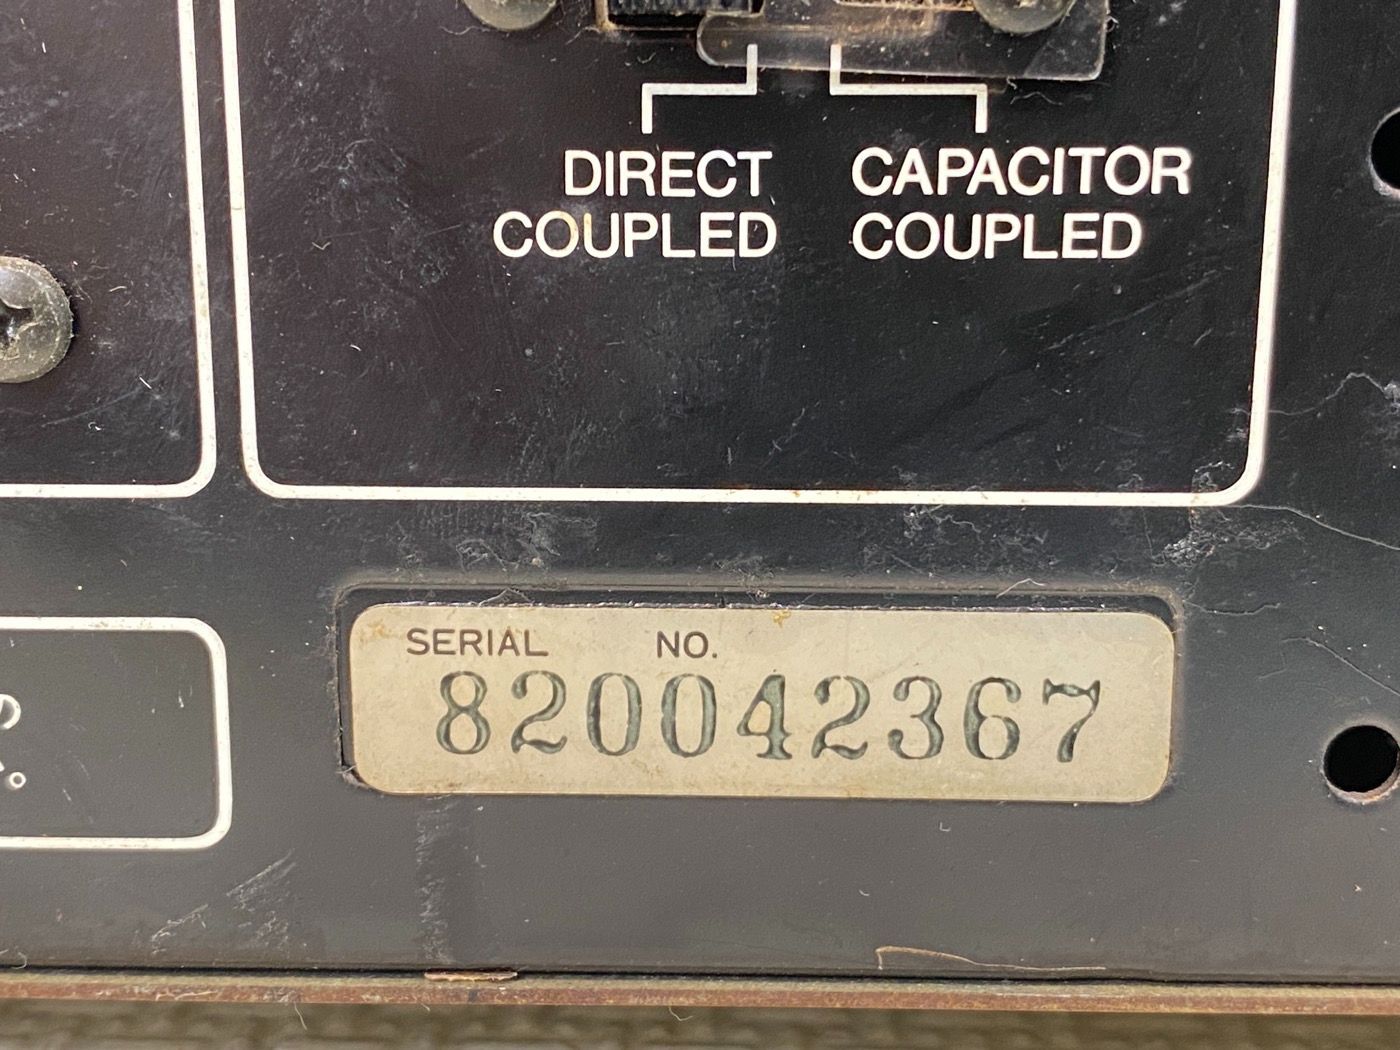 DIRECT
COUPLED
CAPACITOR
COUPLED
SERIAL NO.
820042367